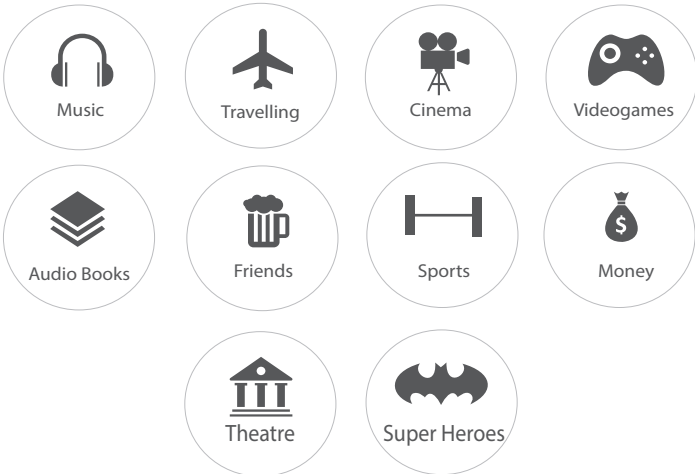 Music
Travelling
Cinema
Videogames
Audio Books
Friends
Sports
$
Money
Theatre
Super Heroes